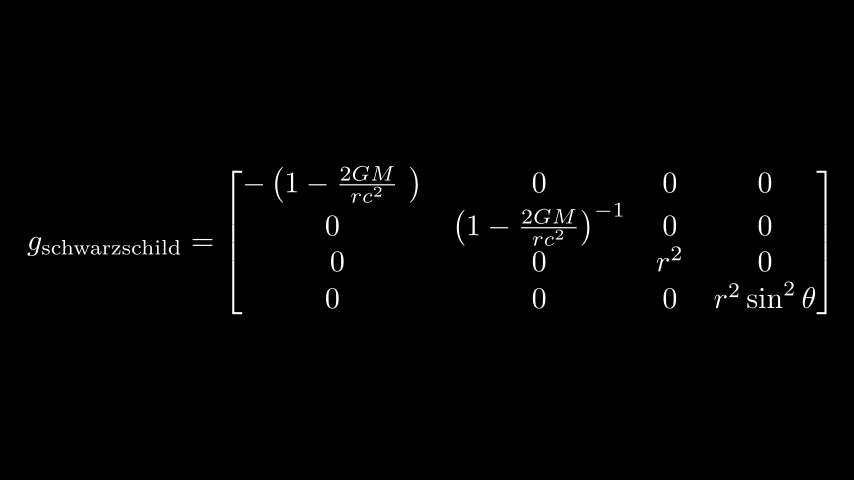 g_schwarzschild = [ −(1 − 2GM/rc²) 0 0 0
0 (1 − 2GM/rc²)⁻¹ 0 0
0 0 r² 0
0 0 0 r² sin² θ ]